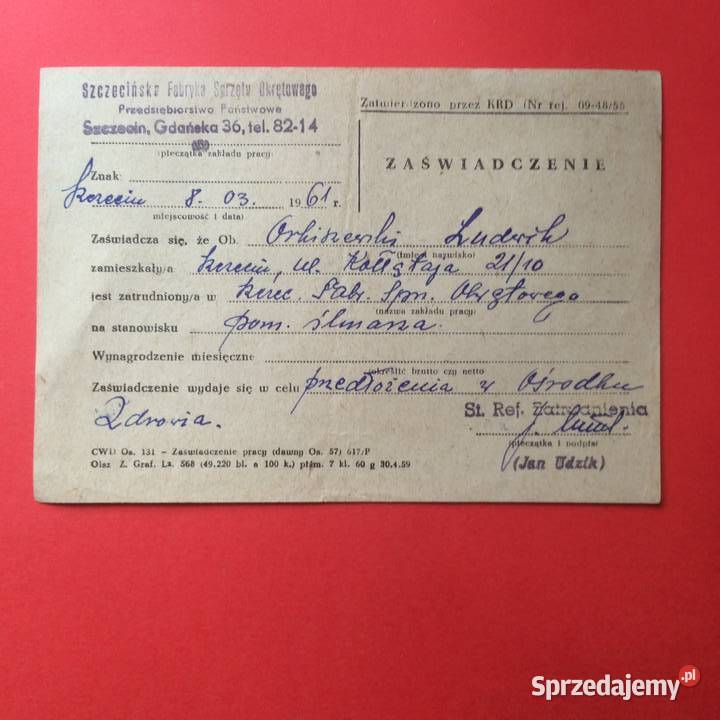 Szczecińska Fabryka Sprzętu Okrętowego
Przedsiębiorstwo Państwowe
Szczecin, Gdańska 36, tel. 82-14
(pieczątka zakładu pracy)
Zatwierdzono przez KRD (Nr rej. 09-48/55
ZAŚWIADCZENIE
Znak:
Szczecin 8. 03. 1961 r.
(miejscowość i data)
Zaświadcza się, że Ob. Orliszewski Ludwik
(imię i nazwisko)
zamieszkały/a Szczecin, ul. Kołłątaja 21/10
jest zatrudniony/a w Szczec. Fabr. Sprz. Okrętowego
(nazwa zakładu pracy)
na stanowisku pom. ślusarza.
Wynagrodzenie miesięczne
(określić brutto czy netto
Zaświadczenie wydaje się w celu przedłożenia w Ośrodku
Zdrowia.
St. Ref. Zatrudnienia
(pieczątka i podpis)
(Jan Udzik)
CWD Os. 131 - Zaświadczenie pracy (dawny Os. 57) 617/P
Olsz Z. Graf. Lz. 568 (49.220 bl. a 100 k.) ptśm. 7 kl. 60 g 30.4.59
Sprzedajemy.pl